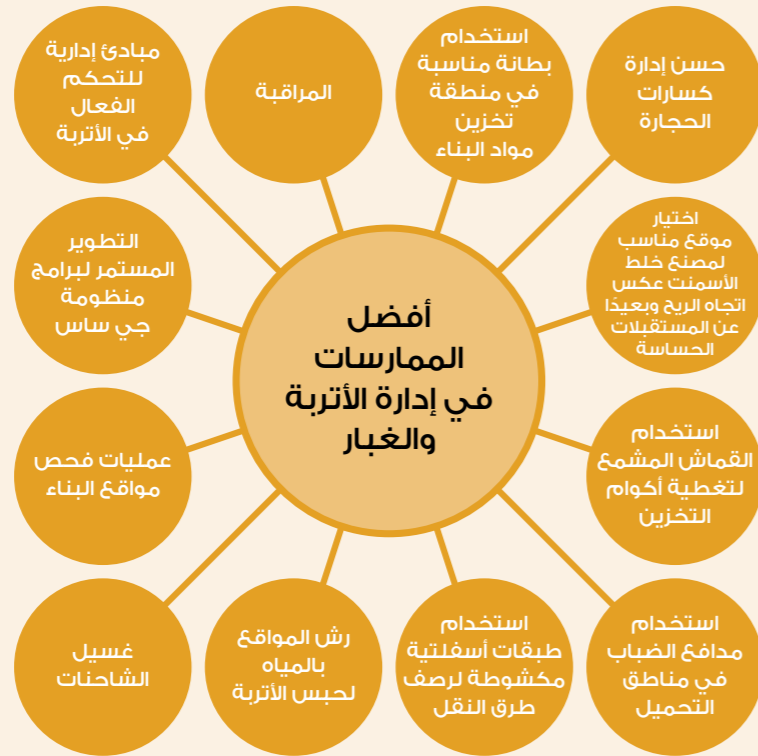 أفضل
الممارسات
في إدارة الأتربة
والغبار
حسن إدارة
كسارات
الحجارة
استخدام
بطانة مناسبة
في منطقة
تخزين
مواد البناء
المراقبة
مبادئ إدارية
للتحكم
الفعال
في الأتربة
اختيار
موقع مناسب
لمصنع خلط
الأسمنت عكس
اتجاه الريح وبعيدًا
عن المستقبلات
الحساسة
التطوير
المستمر لبرامج
منظومة
جي ساس
استخدام
القماش المشمع
لتغطية أكوام
التخزين
عمليات فحص
مواقع البناء
استخدام
مدافع الضباب
في مناطق
التحميل
استخدام
طبقات أسفلتية
مكشوطة لرصف
طرق النقل
رش المواقع
بالمياه
لحبس الأتربة
غسيل
الشاحنات